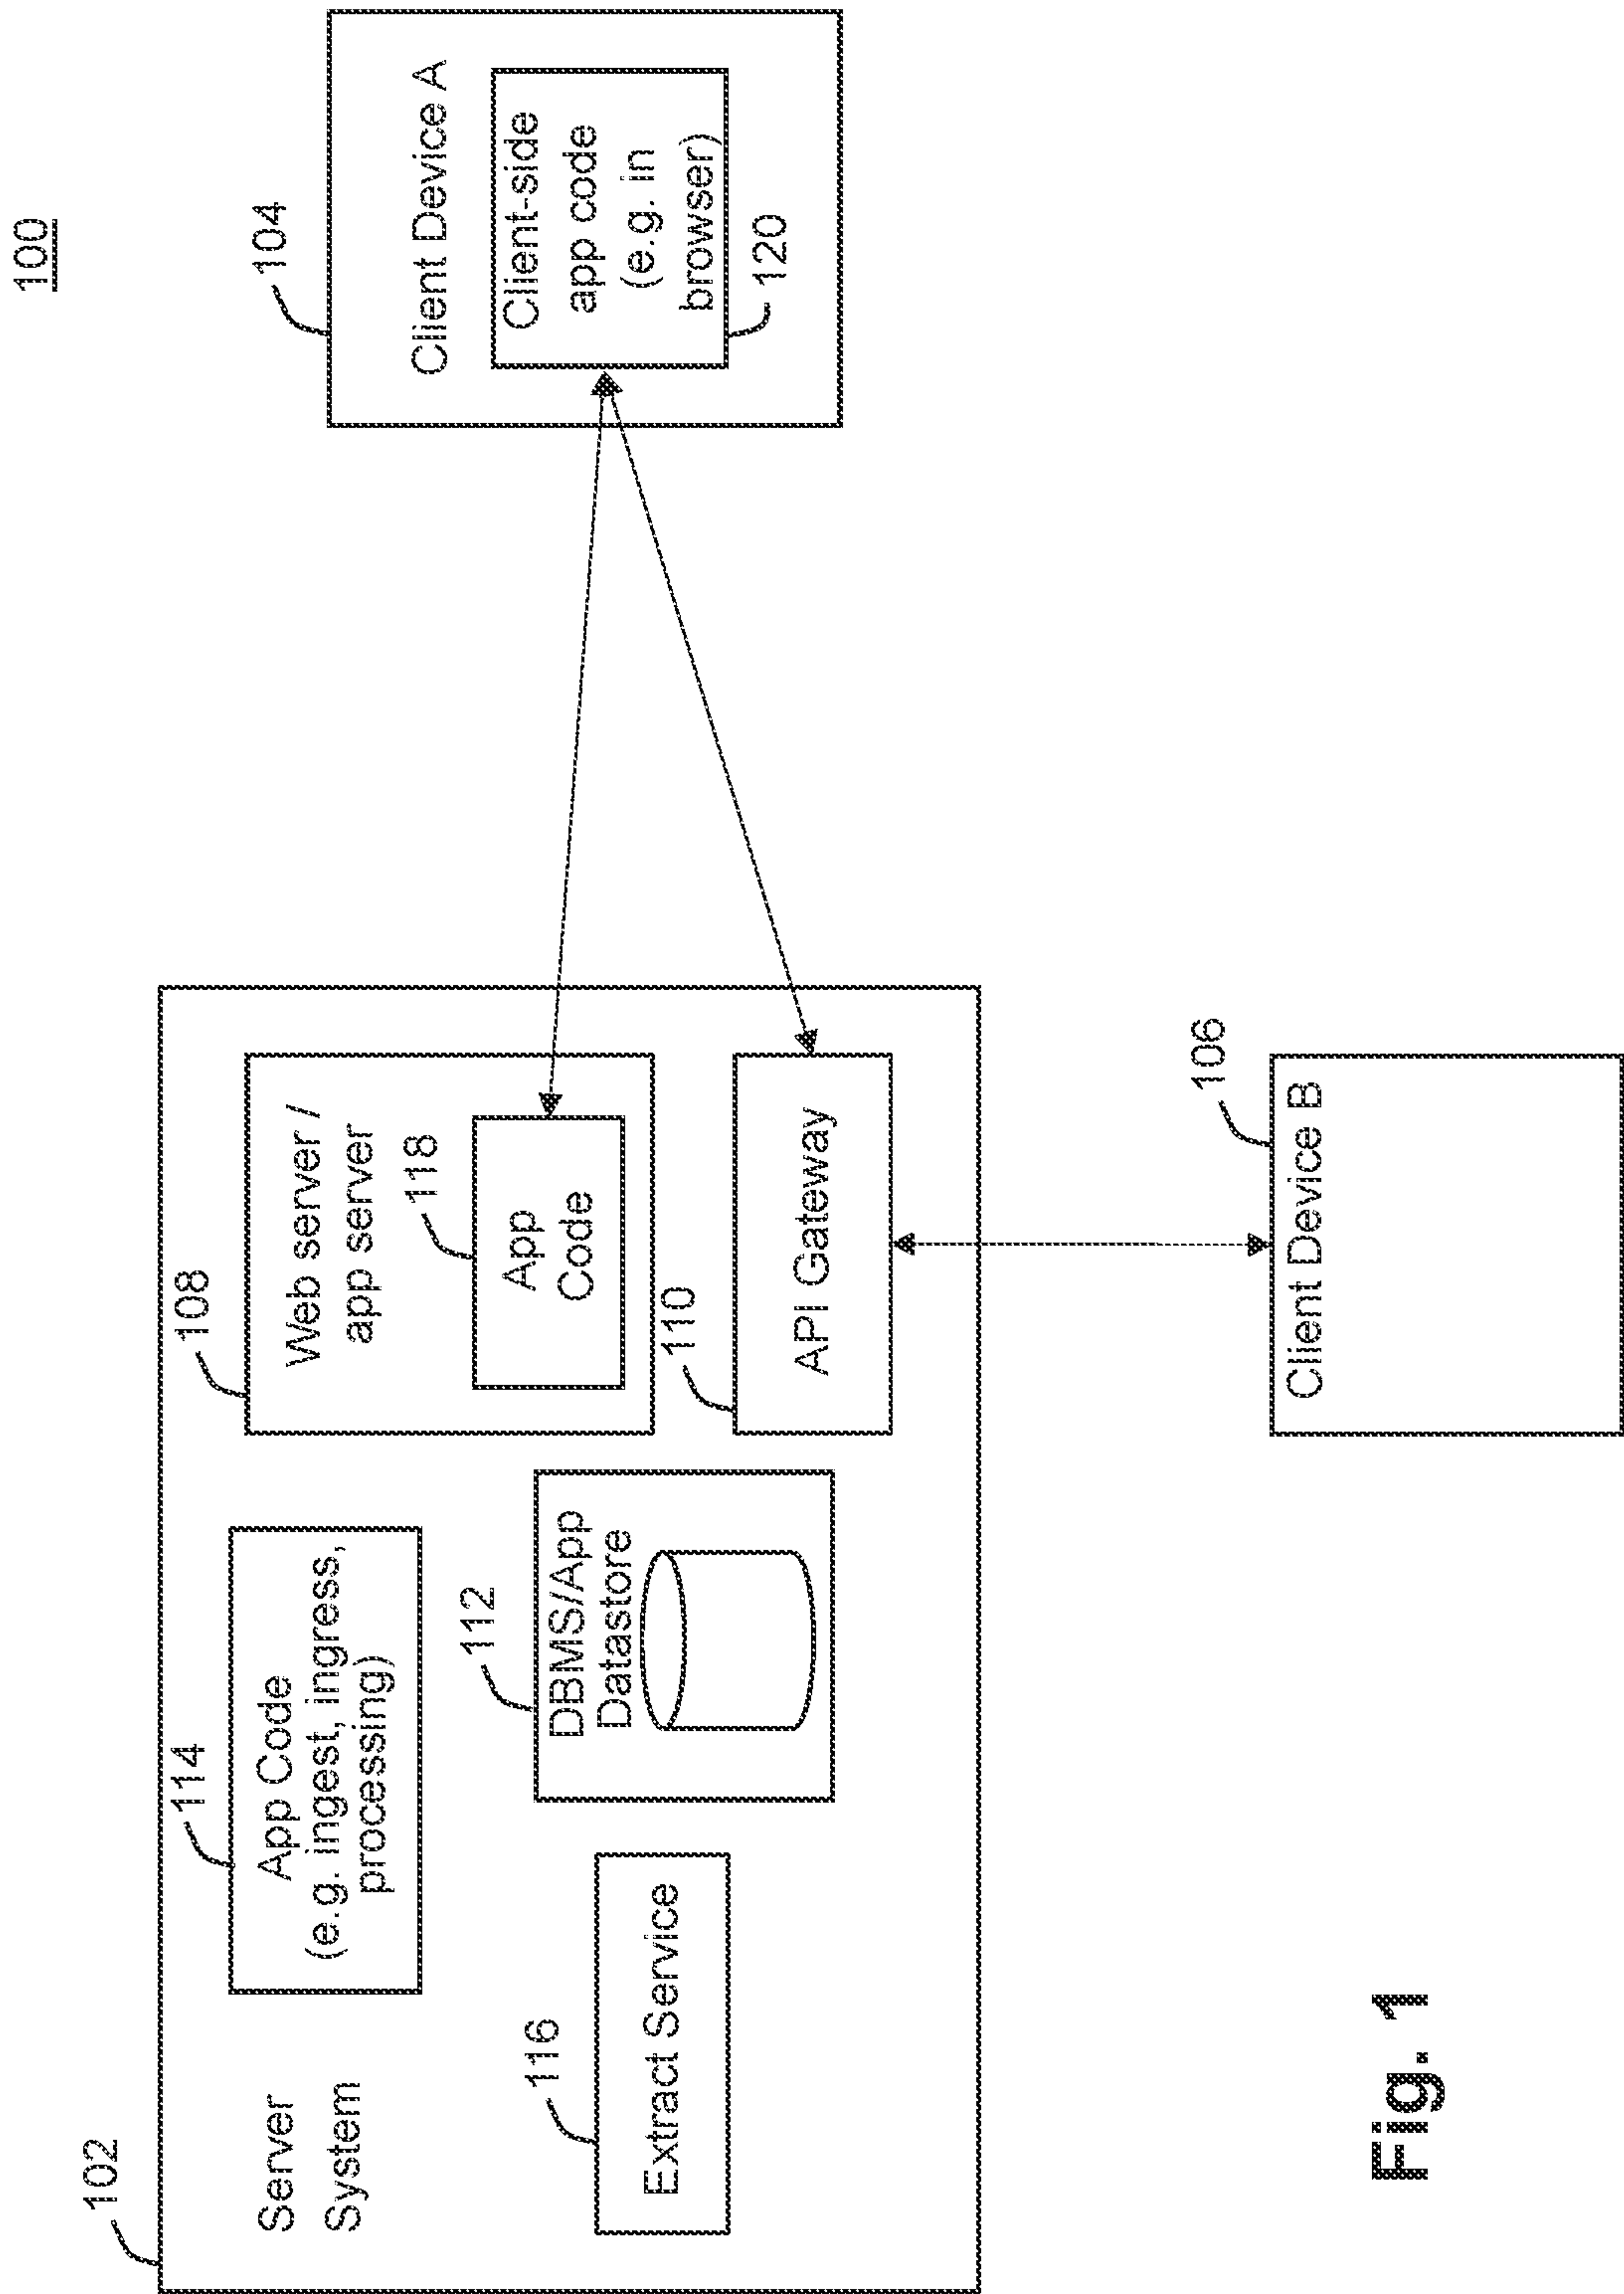 100
102
Server
System
114
App Code
(e.g. ingest, ingress,
processing)
108
Web server /
app server
118
App
Code
104
Client Device A
Client-side
app code
(e.g. in
browser)
120
116
Extract Service
112
DBMS/App
Datastore
110
API Gateway
106
Client Device B
Fig. 1